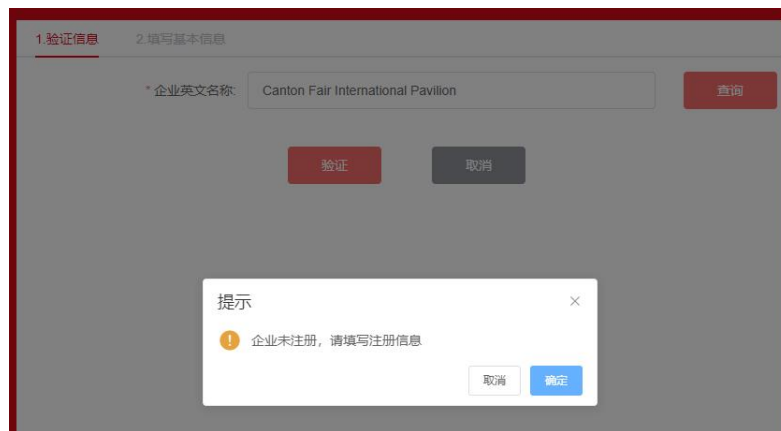 1.验证信息 2.填写基本信息
* 企业英文名称: Canton Fair International Pavilion 查询
验证 取消
提示
企业未注册，请填写注册信息
取消 确定